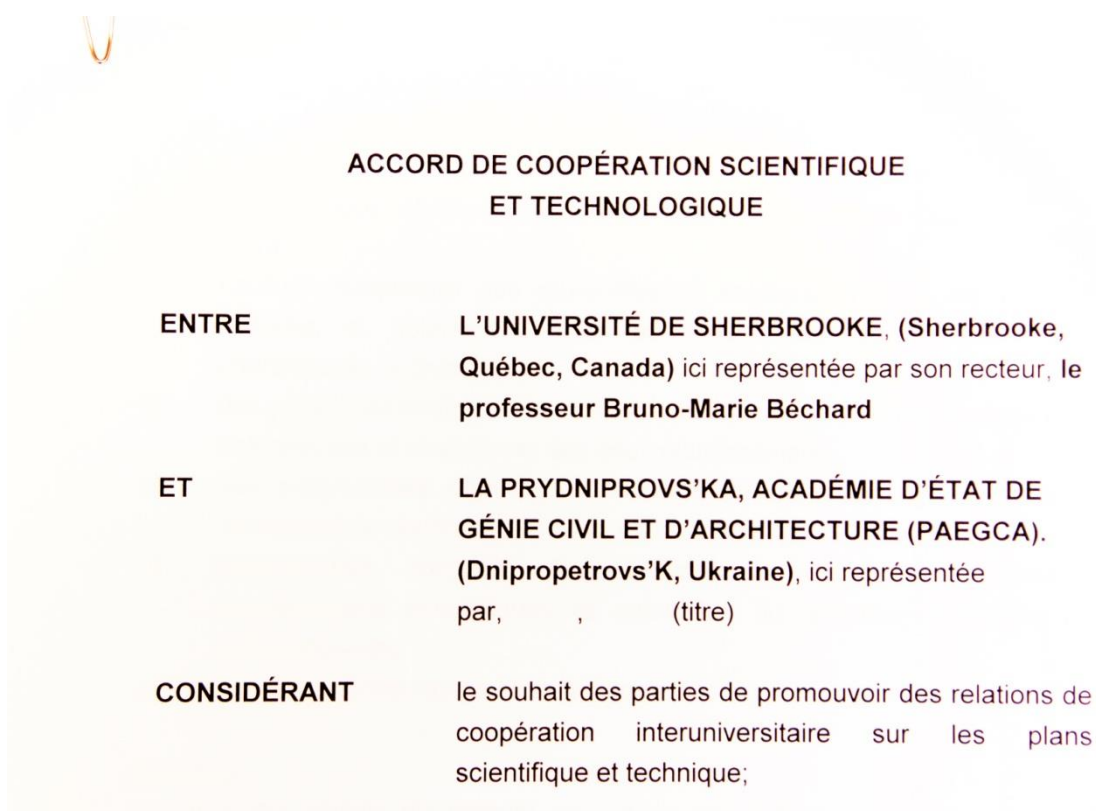 ACCORD DE COOPÉRATION SCIENTIFIQUE
ET TECHNOLOGIQUE
ENTRE L'UNIVERSITÉ DE SHERBROOKE, (Sherbrooke,
Québec, Canada) ici représentée par son recteur, le
professeur Bruno-Marie Béchard
ET LA PRYDNIPROVS'KA, ACADÉMIE D'ÉTAT DE
GÉNIE CIVIL ET D'ARCHITECTURE (PAEGCA).
(Dnipropetrovs'K, Ukraine), ici représentée
par, , (titre)
CONSIDÉRANT le souhait des parties de promouvoir des relations de
coopération interuniversitaire sur les plans
scientifique et technique;